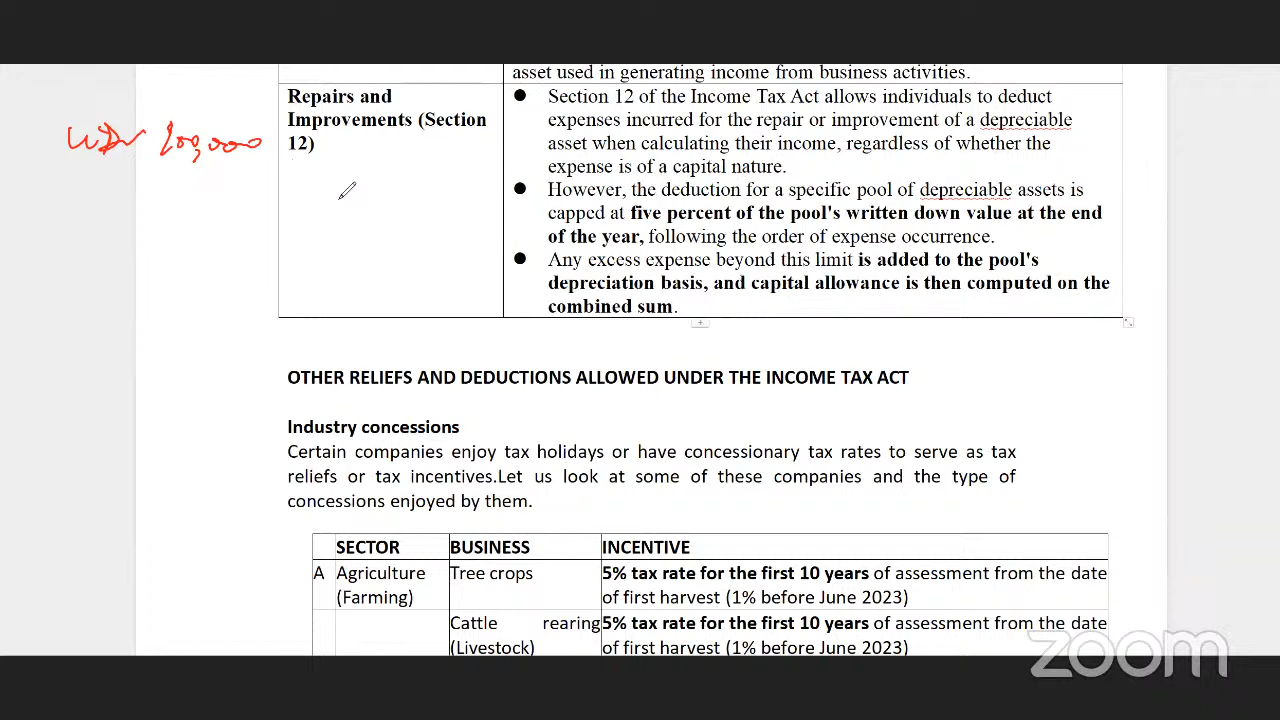 asset used in generating income from business activities.
Repairs and
Improvements (Section
12)
WDV 200,000
● Section 12 of the Income Tax Act allows individuals to deduct
expenses incurred for the repair or improvement of a depreciable
asset when calculating their income, regardless of whether the
expense is of a capital nature.
● However, the deduction for a specific pool of depreciable assets is
capped at five percent of the pool's written down value at the end
of the year, following the order of expense occurrence.
● Any excess expense beyond this limit is added to the pool's
depreciation basis, and capital allowance is then computed on the
combined sum.
OTHER RELIEFS AND DEDUCTIONS ALLOWED UNDER THE INCOME TAX ACT
Industry concessions
Certain companies enjoy tax holidays or have concessionary tax rates to serve as tax
reliefs or tax incentives.Let us look at some of these companies and the type of
concessions enjoyed by them.
SECTOR BUSINESS INCENTIVE
A Agriculture Tree crops 5% tax rate for the first 10 years of assessment from the date
(Farming) of first harvest (1% before June 2023)
Cattle rearing 5% tax rate for the first 10 years of assessment from the date
(Livestock) of first harvest (1% before June 2023)
zoom